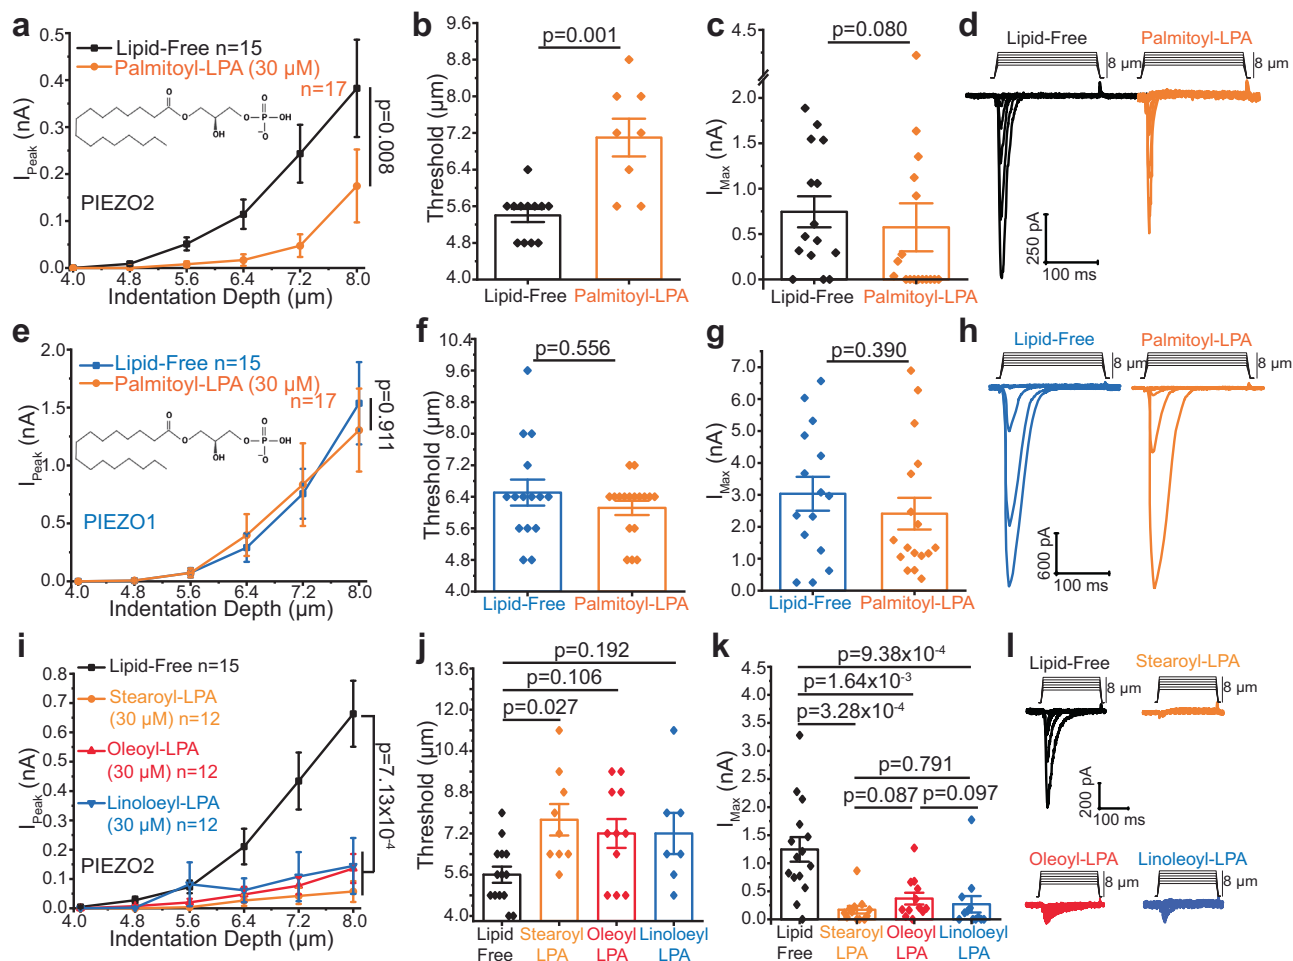 a
0.5
0.4
0.3
0.2
0.1
0.0
I_Peak (nA)
Lipid-Free n=15
Palmitoyl-LPA (30 µM)
n=17
O
O
O
O
P
OH
OH
O
−
p=0.008
PIEZO2
4.0 4.8 5.6 6.4 7.2 8.0
Indentation Depth (µm)
b
9.6
8.8
8.0
7.2
6.4
5.6
4.8
4.0
Threshold (µm)
p=0.001
Lipid-Free Palmitoyl-LPA
c
4.5
2.0
1.5
1.0
0.5
0.0
I_Max (nA)
p=0.080
Lipid-Free Palmitoyl-LPA
d
Lipid-Free Palmitoyl-LPA
8 µm 8 µm
250 pA
100 ms
e
2.0
1.5
1.0
0.5
0.0
I_Peak (nA)
Lipid-Free n=15
Palmitoyl-LPA (30 µM)
n=17
O
O
O
O
P
OH
OH
O
−
p=0.911
PIEZO1
4.0 4.8 5.6 6.4 7.2 8.0
Indentation Depth (µm)
f
10.4
9.6
8.8
8.0
7.2
6.4
5.6
4.8
4.0
Threshold (µm)
p=0.556
Lipid-Free Palmitoyl-LPA
g
7.0
6.0
5.0
4.0
3.0
2.0
1.0
0.0
I_Max (nA)
p=0.390
Lipid-Free Palmitoyl-LPA
h
Lipid-Free Palmitoyl-LPA
8 µm 8 µm
600 pA
100 ms
i
0.8
0.7
0.6
0.5
0.4
0.3
0.2
0.1
0.0
I_Peak (nA)
Lipid-Free n=15
Stearoyl-LPA
(30 µM) n=12
Oleoyl-LPA
(30 µM) n=12
Linoloeyl-LPA
(30 µM) n=12
p=7.13x10⁻⁴
PIEZO2
4.0 4.8 5.6 6.4 7.2 8.0
Indentation Depth (µm)
j
13.6
12.0
10.4
8.8
7.2
5.6
4.0
Threshold (µm)
p=0.192
p=0.106
p=0.027
Lipid Stearoyl Oleoyl Linoloeyl
Free LPA LPA LPA
k
4.5
4.0
3.5
3.0
2.5
2.0
1.5
1.0
0.5
0.0
I_Max (nA)
p=9.38x10⁻⁴
p=1.64x10⁻³
p=3.28x10⁻⁴
p=0.791
p=0.087 p=0.097
Lipid Stearoyl Oleoyl Linoleoyl
Free LPA LPA LPA
l
Lipid-Free Stearoyl-LPA
8 µm 8 µm
200 pA
100 ms
Oleoyl-LPA Linoleoyl-LPA
8 µm 8 µm